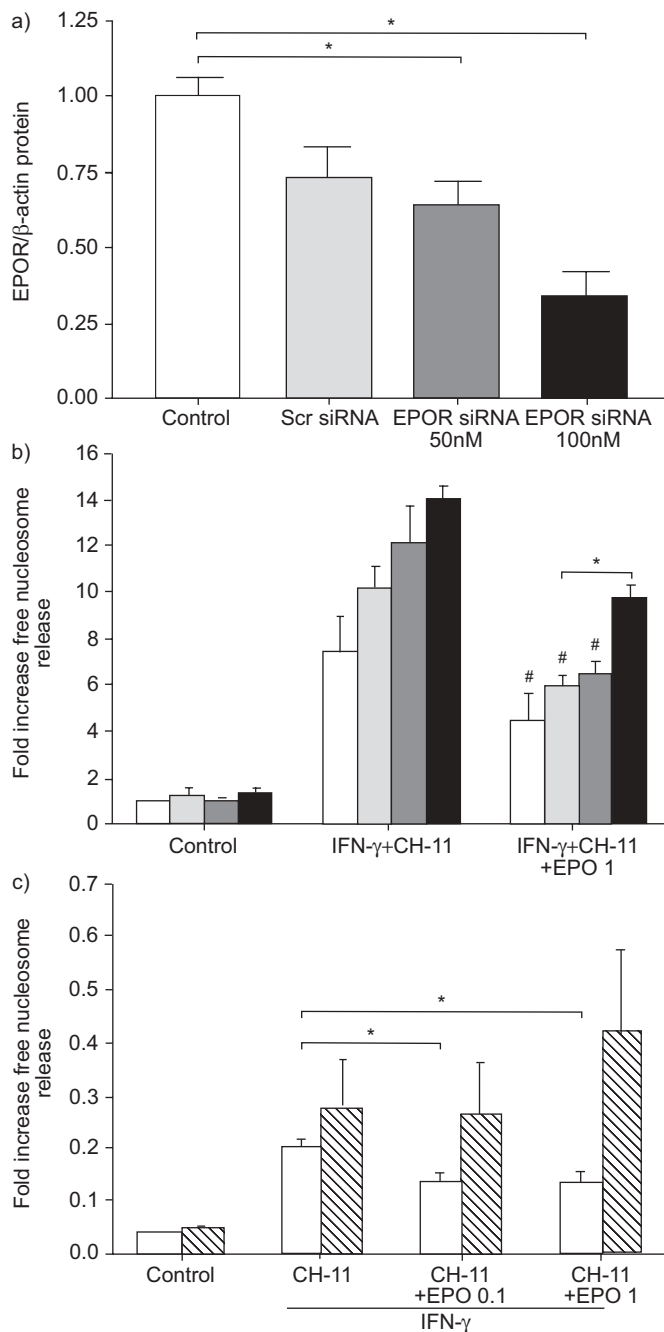 a)
1.25
1.00
0.75
0.50
0.25
0.00
EPOR/β-actin protein
*
*
Control
Scr siRNA
EPOR siRNA
50nM
EPOR siRNA
100nM
b)
16
14
12
10
8
6
4
2
0
Fold increase free nucleosome
release
*
#
#
#
Control
IFN-γ+CH-11
IFN-γ+CH-11
+EPO 1
c)
0.7
0.6
0.5
0.4
0.3
0.2
0.1
0.0
Fold increase free nucleosome
release
*
*
Control
CH-11
CH-11
+EPO 0.1
CH-11
+EPO 1
IFN-γ